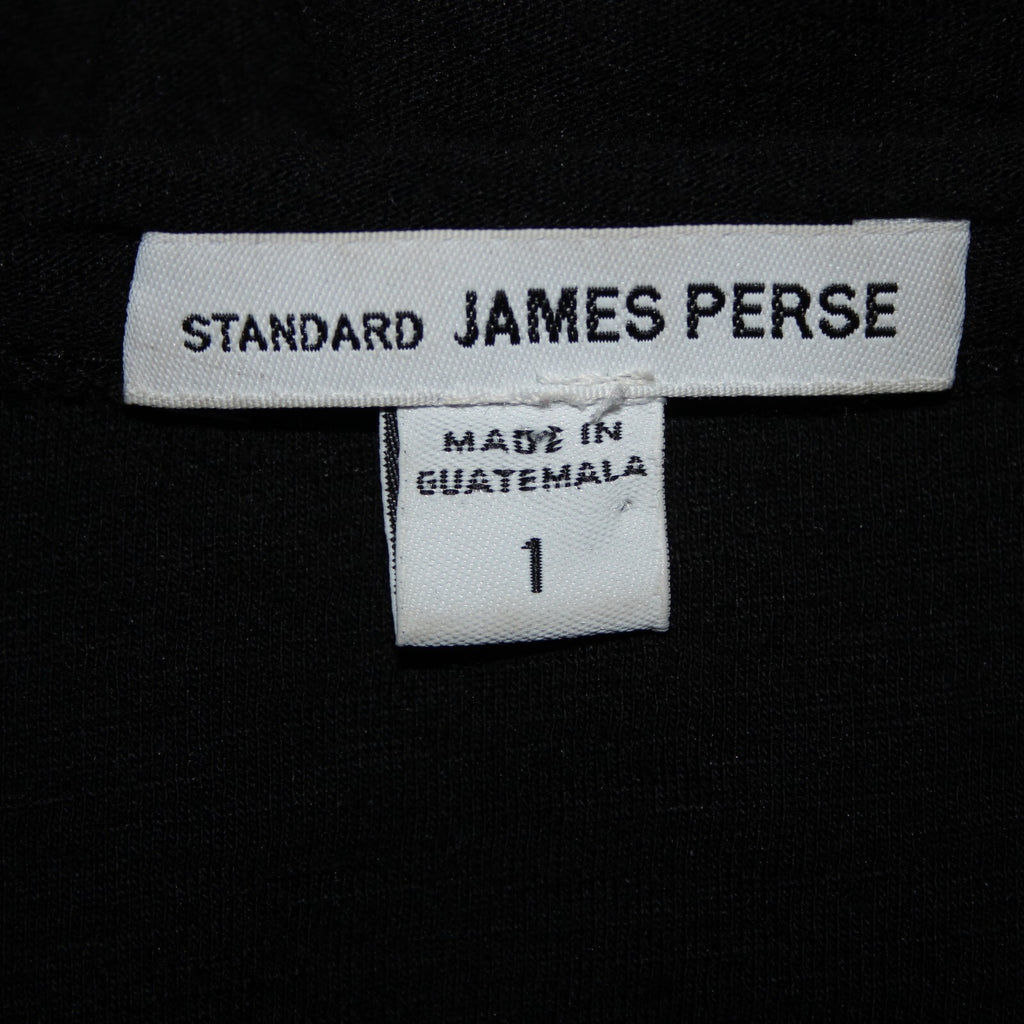 STANDARD JAMES PERSE
MADE IN
GUATEMALA
1